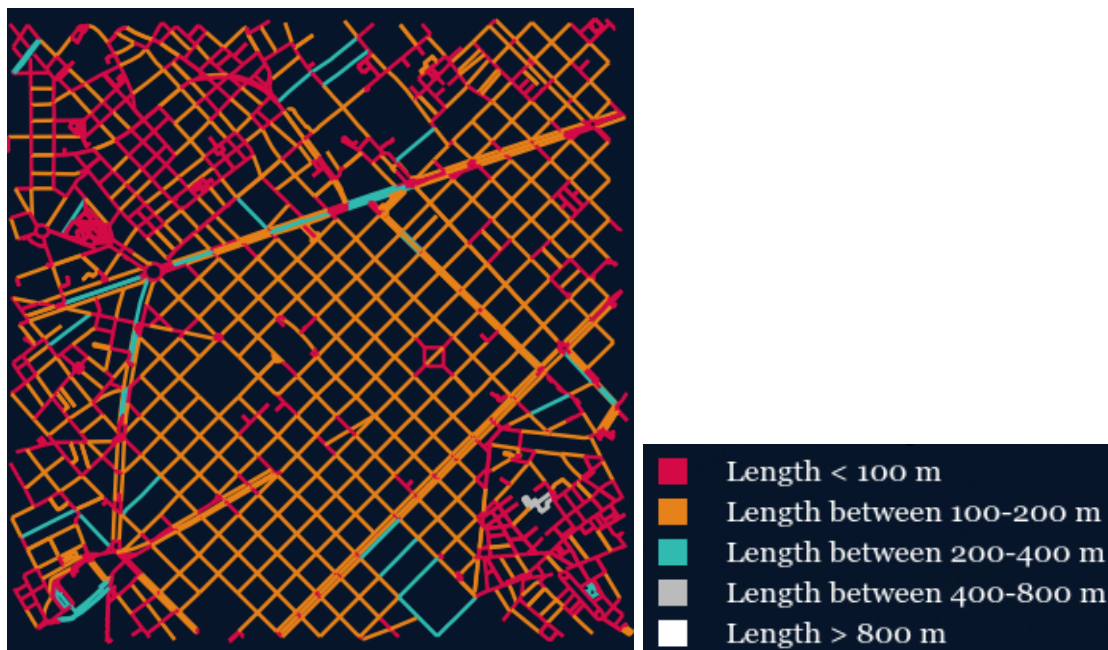 Length < 100 m
Length between 100-200 m
Length between 200-400 m
Length between 400-800 m
Length > 800 m